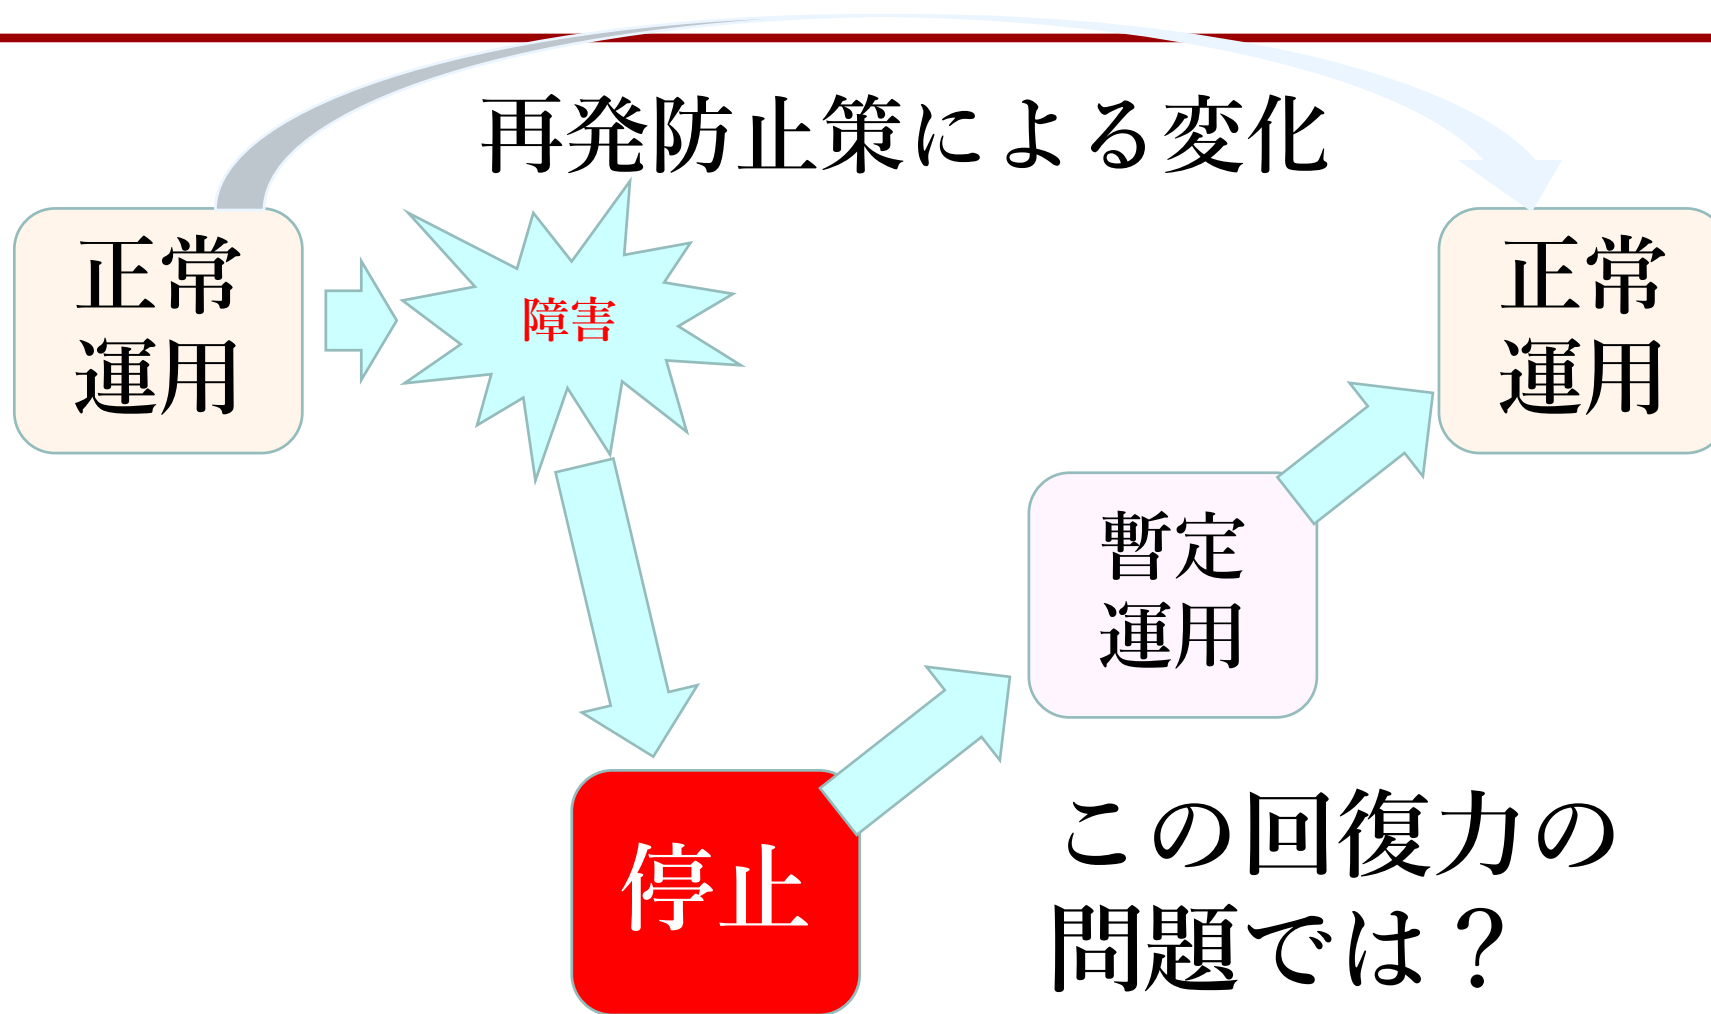 再発防止策による変化
正常
運用
障害
正常
運用
暫定
運用
停止
この回復力の
問題では？